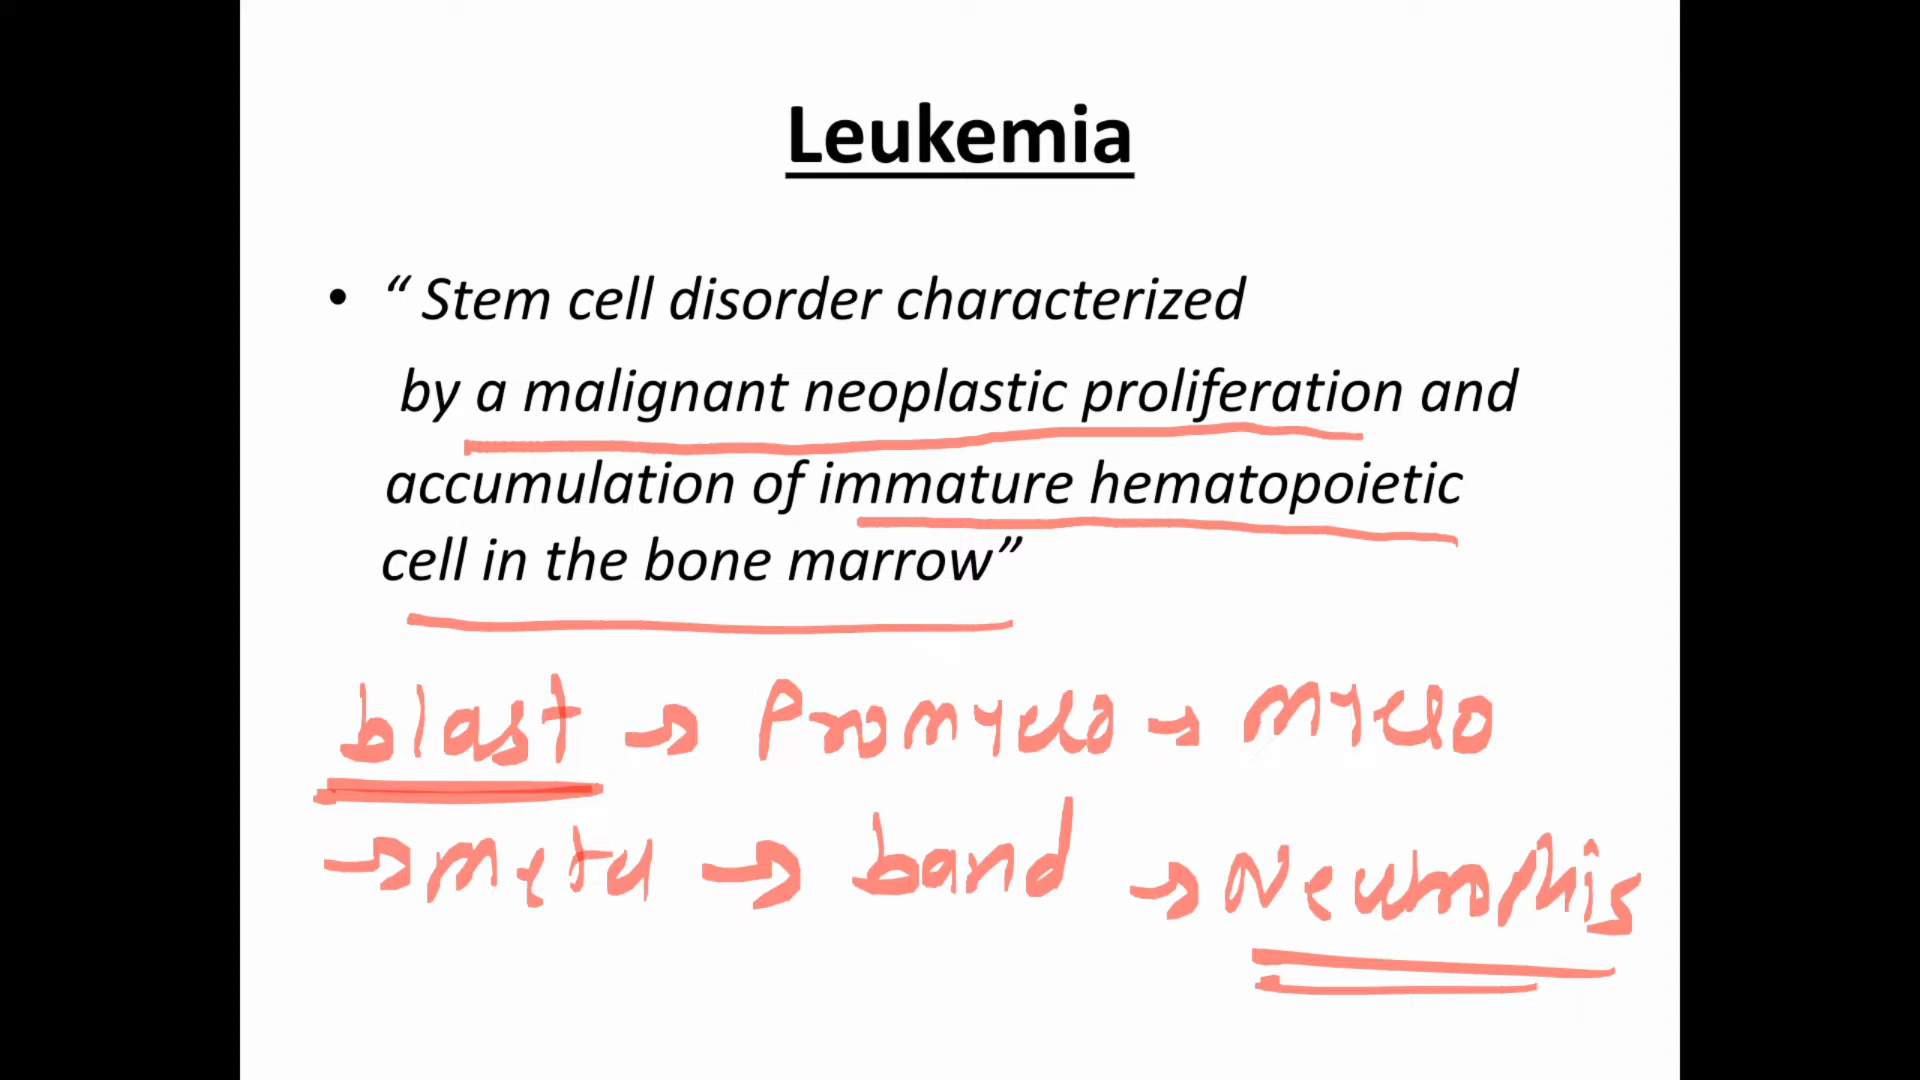 Leukemia
• “ Stem cell disorder characterized
by a malignant neoplastic proliferation and
accumulation of immature hematopoietic
cell in the bone marrow”
blast → Promyelo → Myelo
→ Meta → band → Neutrophils